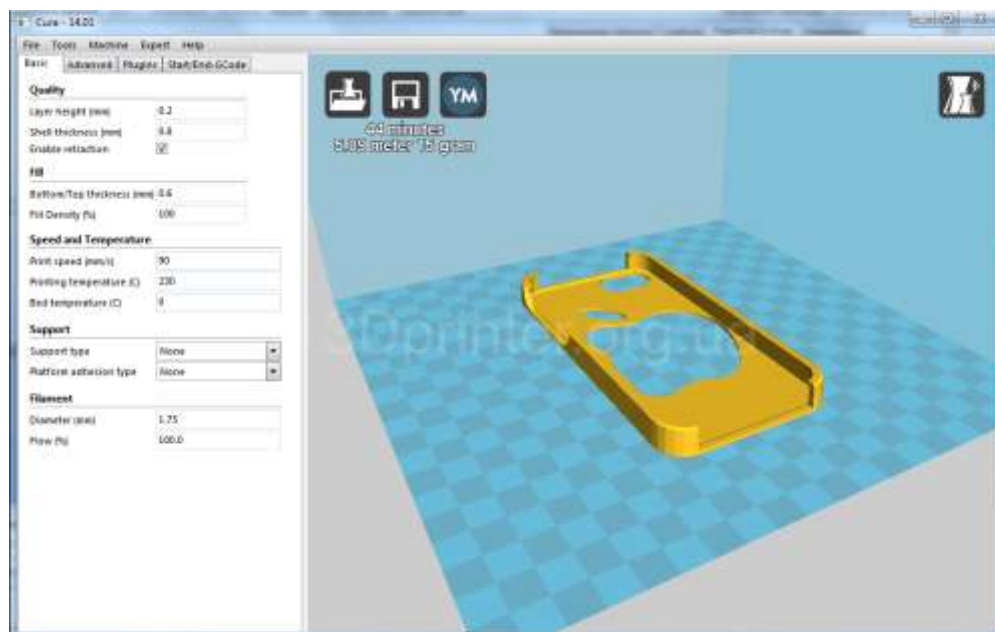 Cura - 14.01
File Tools Machine Expert Help
Basic Advanced Plugins Start/End-GCode
Quality
Layer height (mm) 0.2
Shell thickness (mm) 0.8
Enable retraction
Fill
Bottom/Top thickness (mm) 0.6
Fill Density (%) 100
Speed and Temperature
Print speed (mm/s) 90
Printing temperature (C) 230
Bed temperature (C) 0
Support
Support type None
Platform adhesion type None
Filament
Diameter (mm) 1.75
Flow (%) 100.0
YM
44 minutes
5.05 meter 15 gram
3Dprinter.org.ua